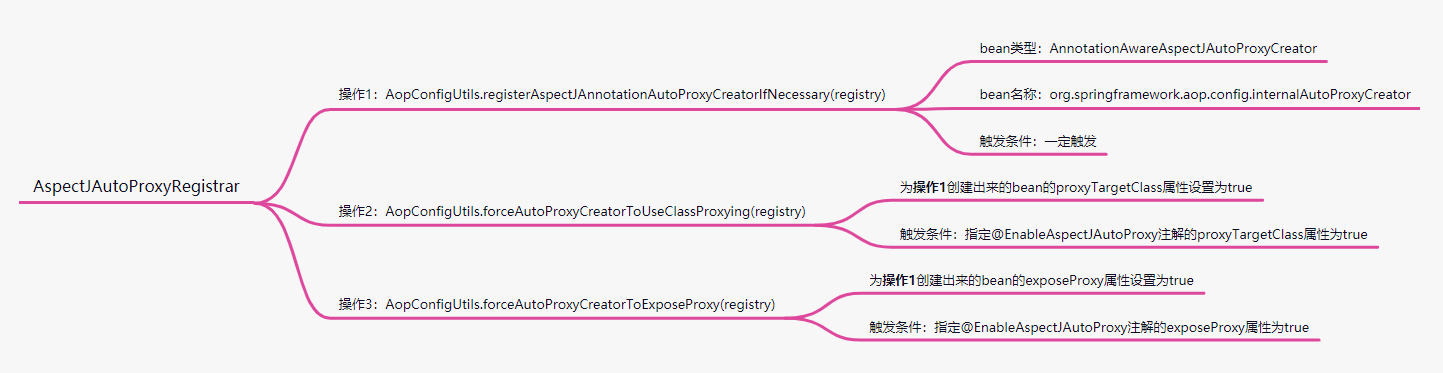 AspectJAutoProxyRegistrar
操作1：AopConfigUtils.registerAspectJAnnotationAutoProxyCreatorIfNecessary(registry)
bean类型：AnnotationAwareAspectJAutoProxyCreator
bean名称：org.springframework.aop.config.internalAutoProxyCreator
触发条件：一定触发
操作2：AopConfigUtils.forceAutoProxyCreatorToUseClassProxying(registry)
为操作1创建出来的bean的proxyTargetClass属性设置为true
触发条件：指定@EnableAspectJAutoProxy注解的proxyTargetClass属性为true
操作3：AopConfigUtils.forceAutoProxyCreatorToExposeProxy(registry)
为操作1创建出来的bean的exposeProxy属性设置为true
触发条件：指定@EnableAspectJAutoProxy注解的exposeProxy属性为true